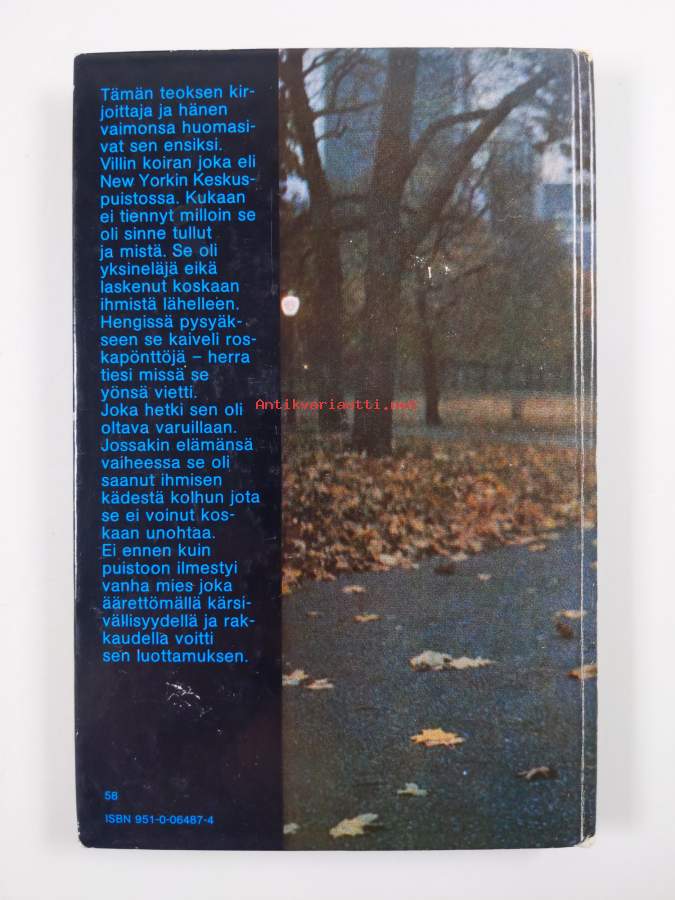 Tämän teoksen kir-
joittaja ja hänen
vaimonsa huomasi-
vat sen ensiksi.
Villin koiran joka eli
New Yorkin Keskus-
puistossa. Kukaan
ei tiennyt milloin se
oli sinne tullut
ja mistä. Se oli
yksineläjä eikä
laskenut koskaan
ihmistä lähelleen.
Hengissä pysyäk-
seen se kaiveli ros-
kapönttöjä – herra
tiesi missä se
yönsä vietti.
Joka hetki sen oli
oltava varuillaan.
Jossakin elämänsä
vaiheessa se oli
saanut ihmisen
kädestä kolhun jota
se ei voinut kos-
kaan unohtaa.
Ei ennen kuin
puistoon ilmestyi
vanha mies joka
äärettömällä kärsi-
vällisyydellä ja rak-
kaudella voitti
sen luottamuksen.
58
ISBN 951-0-06487-4
Antikvariaatti.net